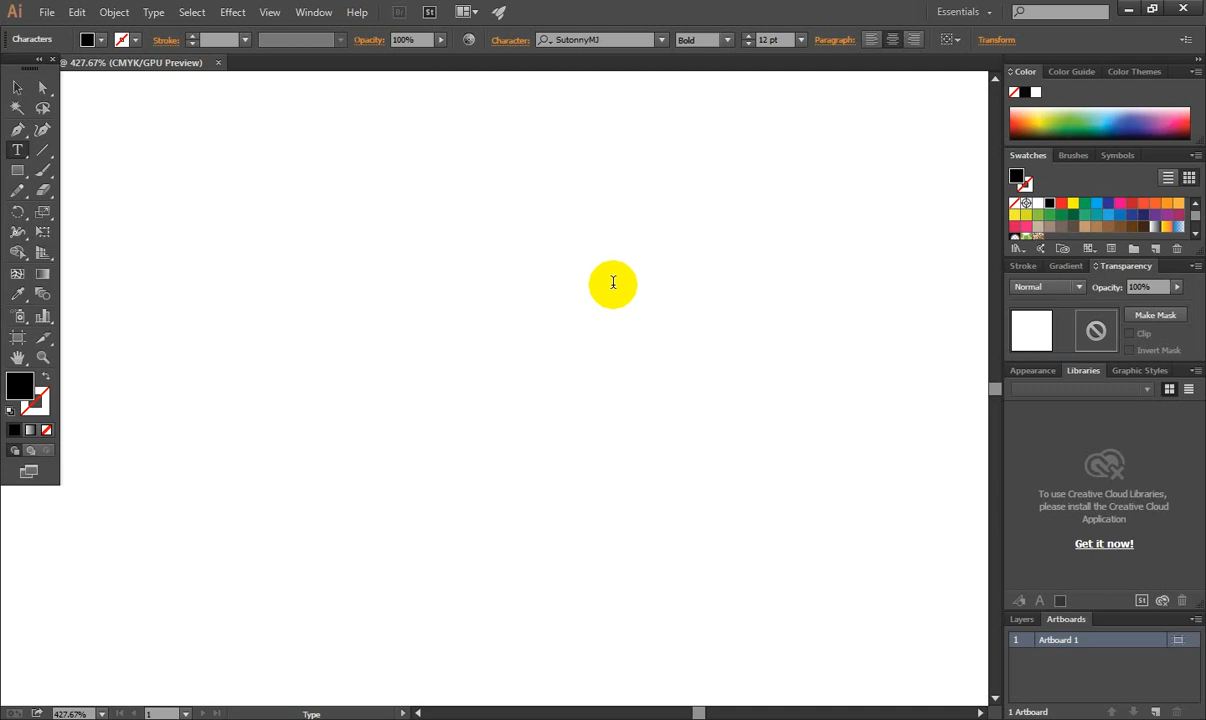 Ai File Edit Object Type Select Effect View Window Help Br St Essentials
Characters Stroke: Opacity: 100% Character: SutonnyMJ Bold 12 pt Paragraph: Transform
@ 427.67% (CMYK/GPU Preview) ×
Color Color Guide Color Themes
Swatches Brushes Symbols
Stroke Gradient Transparency
Normal Opacity: 100%
Make Mask
Clip
Invert Mask
Appearance Libraries Graphic Styles
To use Creative Cloud Libraries,
please install the Creative Cloud
Application
Get it now!
St
Layers Artboards
1 Artboard 1
427.67% 1 Type 1 Artboard